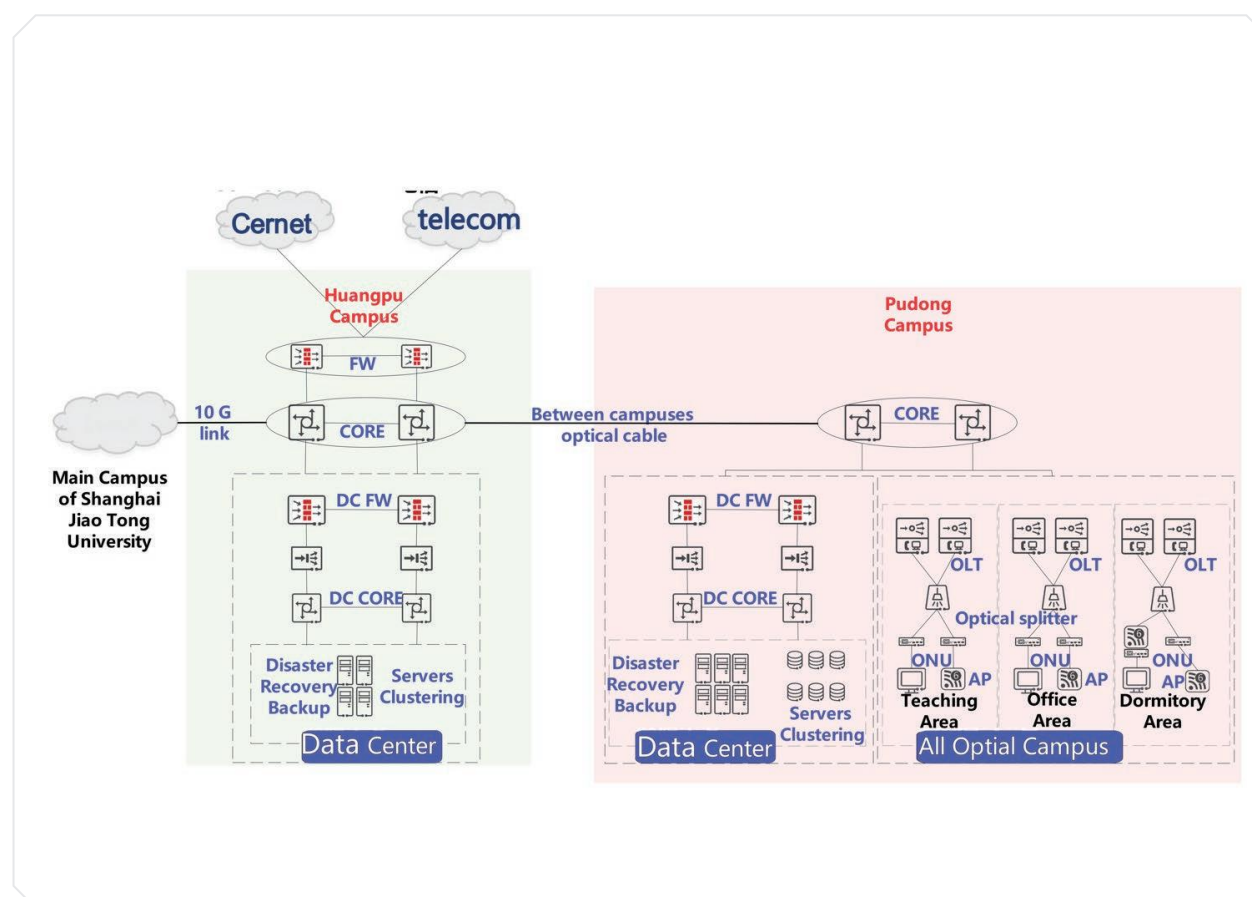 Cernet
telecom
Huangpu
Campus
FW
10 G
link
CORE
Between campuses
optical cable
Pudong
Campus
CORE
Main Campus
of Shanghai
Jiao Tong
University
DC FW
DC CORE
Disaster
Recovery
Backup
Servers
Clustering
Data Center
DC FW
DC CORE
Disaster
Recovery
Backup
Servers
Clustering
Data Center
OLT
OLT
OLT
Optical splitter
ONU
AP
ONU
AP
ONU
AP
Teaching
Area
Office
Area
Dormitory
Area
All Optial Campus